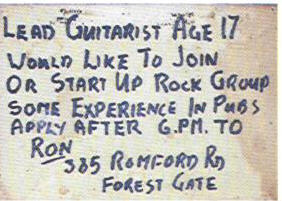 LEAD GUITARIST AGE 17
WOULD LIKE TO JOIN
OR START UP ROCK GROUP
SOME EXPERIENCE IN PUBS
APPLY AFTER 6.P.M. TO
RON
385 ROMFORD RD
FOREST GATE